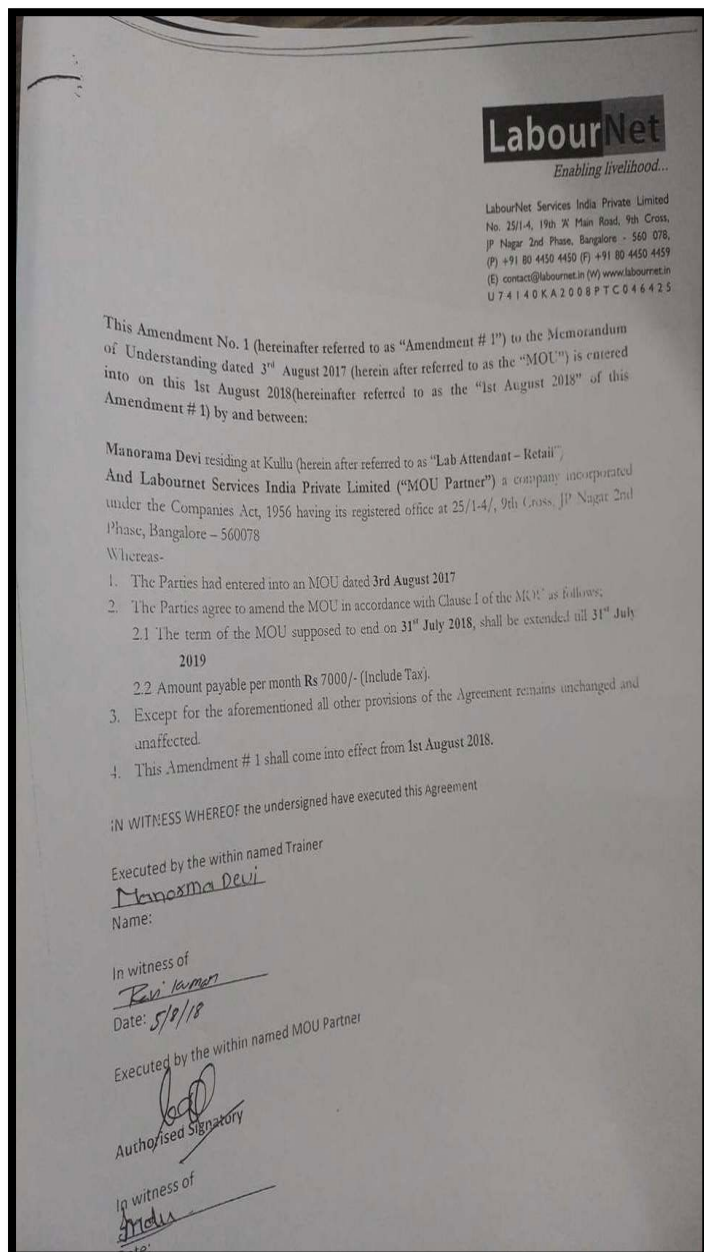 LabourNet
Enabling livelihood...
LabourNet Services India Private Limited
No. 25/1-4, 19th 'A' Main Road, 9th Cross,
JP Nagar 2nd Phase, Bangalore - 560 078,
(P) +91 80 4450 4450 (F) +91 80 4450 4459
(E) contact@labournet.in (W) www.labournet.in
U74140KA2008PTC046425
This Amendment No. 1 (hereinafter referred to as “Amendment # 1”) to the Memorandum
of Understanding dated 3rd August 2017 (herein after referred to as the “MOU”) is entered
into on this 1st August 2018(hereinafter referred to as the “1st August 2018” of this
Amendment # 1) by and between:
Manorama Devi residing at Kullu (herein after referred to as “Lab Attendant – Retail”)
And Labournet Services India Private Limited (“MOU Partner”) a company incorporated
under the Companies Act, 1956 having its registered office at 25/1-4/, 9th Cross, JP Nagar 2nd
Phase, Bangalore – 560078
Whereas-
1. The Parties had entered into an MOU dated 3rd August 2017
2. The Parties agree to amend the MOU in accordance with Clause I of the MOU as follows;
2.1 The term of the MOU supposed to end on 31st July 2018, shall be extended till 31st July
2019
2.2 Amount payable per month Rs 7000/- (Include Tax).
3. Except for the aforementioned all other provisions of the Agreement remains unchanged and
unaffected.
4. This Amendment # 1 shall come into effect from 1st August 2018.
IN WITNESS WHEREOF the undersigned have executed this Agreement
Executed by the within named Trainer
Manorma Devi
Name:
In witness of
Ravi Kumar
Date: 5/8/18
Executed by the within named MOU Partner
Authorised Signatory
In witness of
Date: